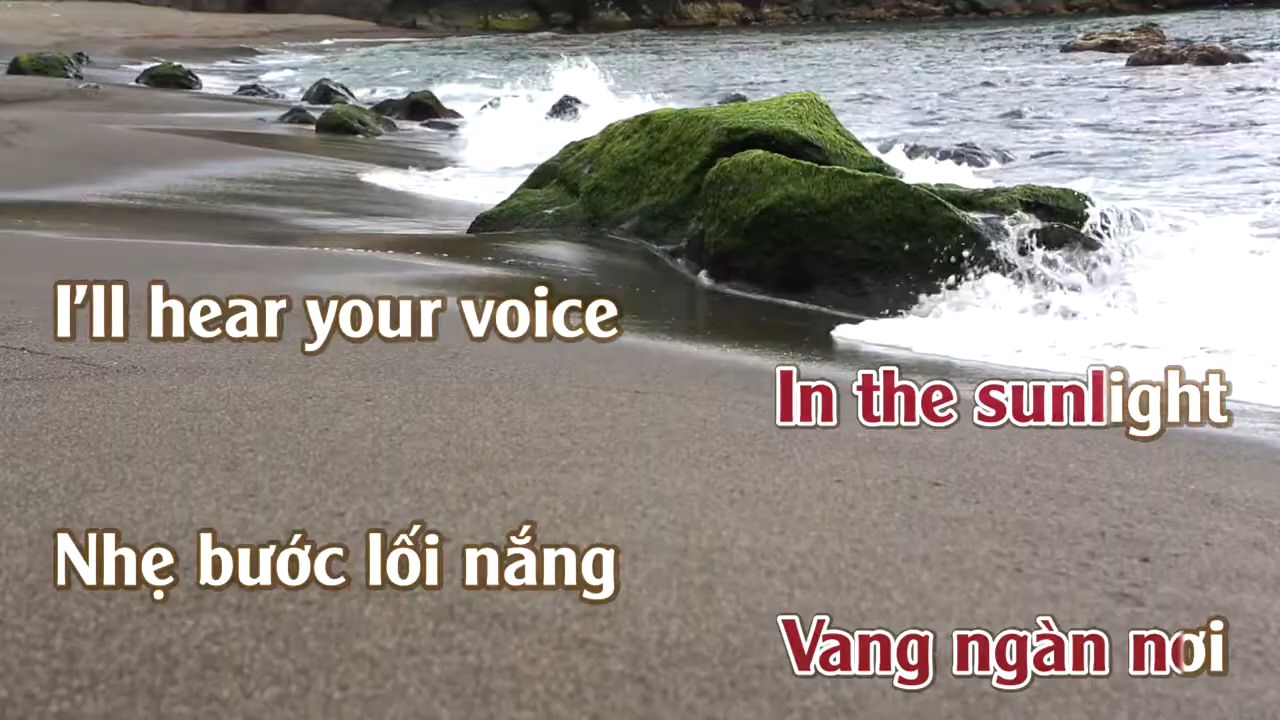 I'll hear your voice
In the sunlight
Nhẹ bước lối nắng
Vang ngàn nơi